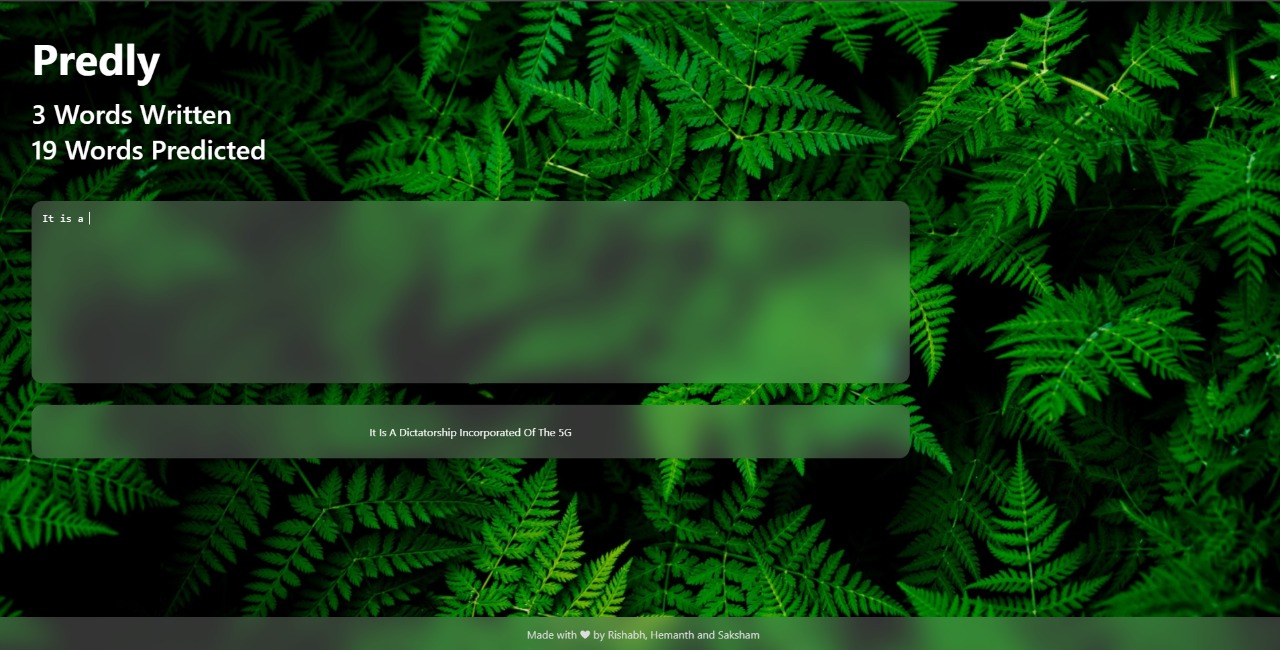 Predly
3 Words Written
19 Words Predicted
It is a
It Is A Dictatorship Incorporated Of The 5G
Made with ♥ by Rishabh, Hemanth and Saksham